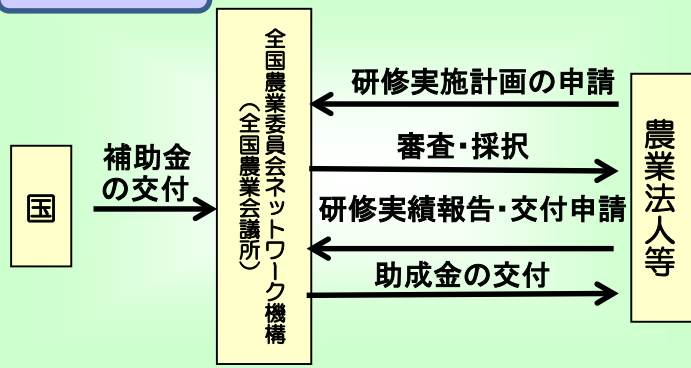 国
補助金
の交付
全国農業委員会ネットワーク機構
（全国農業会議所）
研修実施計画の申請
審査・採択
研修実績報告・交付申請
助成金の交付
農業法人等